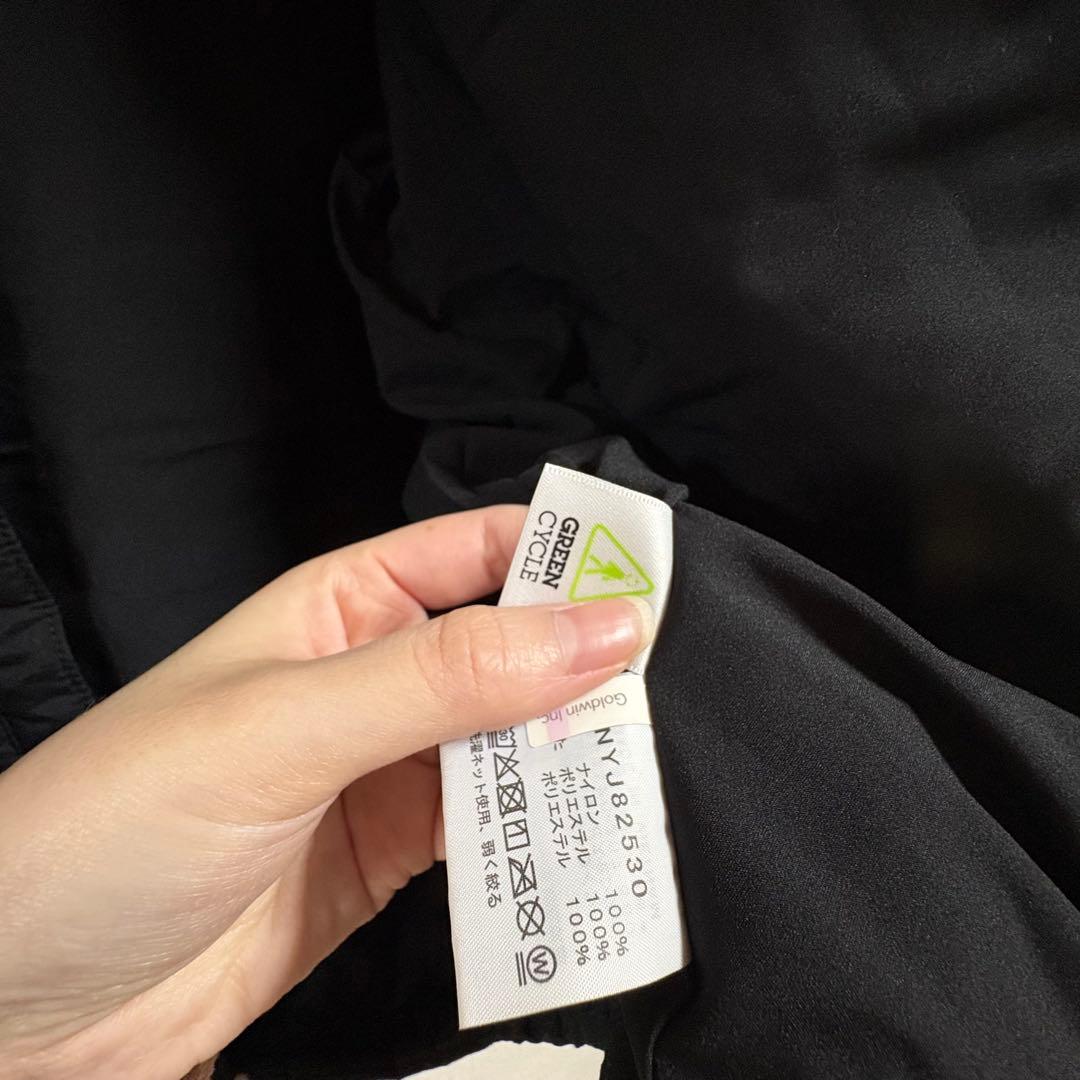 GREEN
CYCLE
Goldwin Inc.
NYJ82530
ナイロン 100%
ポリエステル 100%
ポリエステル 100%
30
W
洗濯ネット使用、弱く絞る